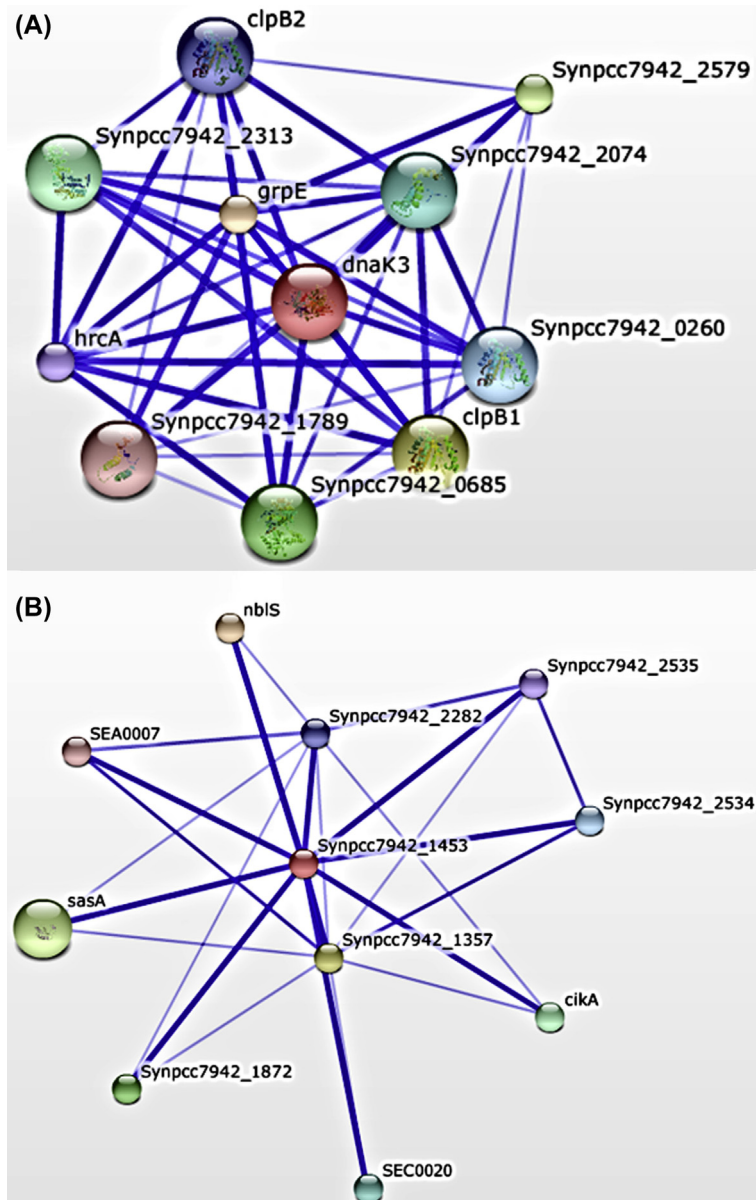 (A)
clpB2
Synpcc7942_2579
Synpcc7942_2313
Synpcc7942_2074
grpE
dnaK3
hrcA
Synpcc7942_0260
Synpcc7942_1789
clpB1
Synpcc7942_0685
(B)
nblS
Synpcc7942_2535
SEA0007
Synpcc7942_2282
Synpcc7942_2534
Synpcc7942_1453
sasA
Synpcc7942_1357
cikA
Synpcc7942_1872
SEC0020